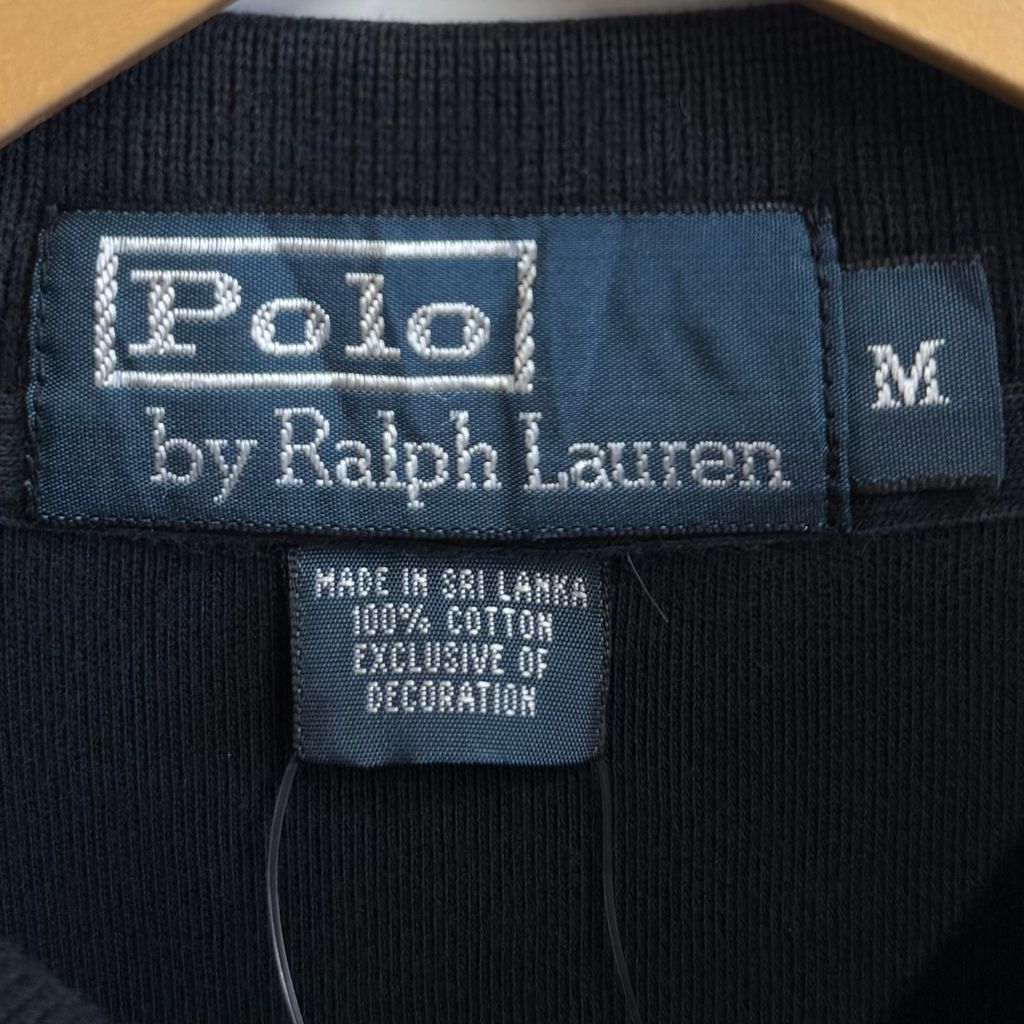 Polo
by Ralph Lauren
M
MADE IN SRI LANKA
100% COTTON
EXCLUSIVE OF
DECORATION